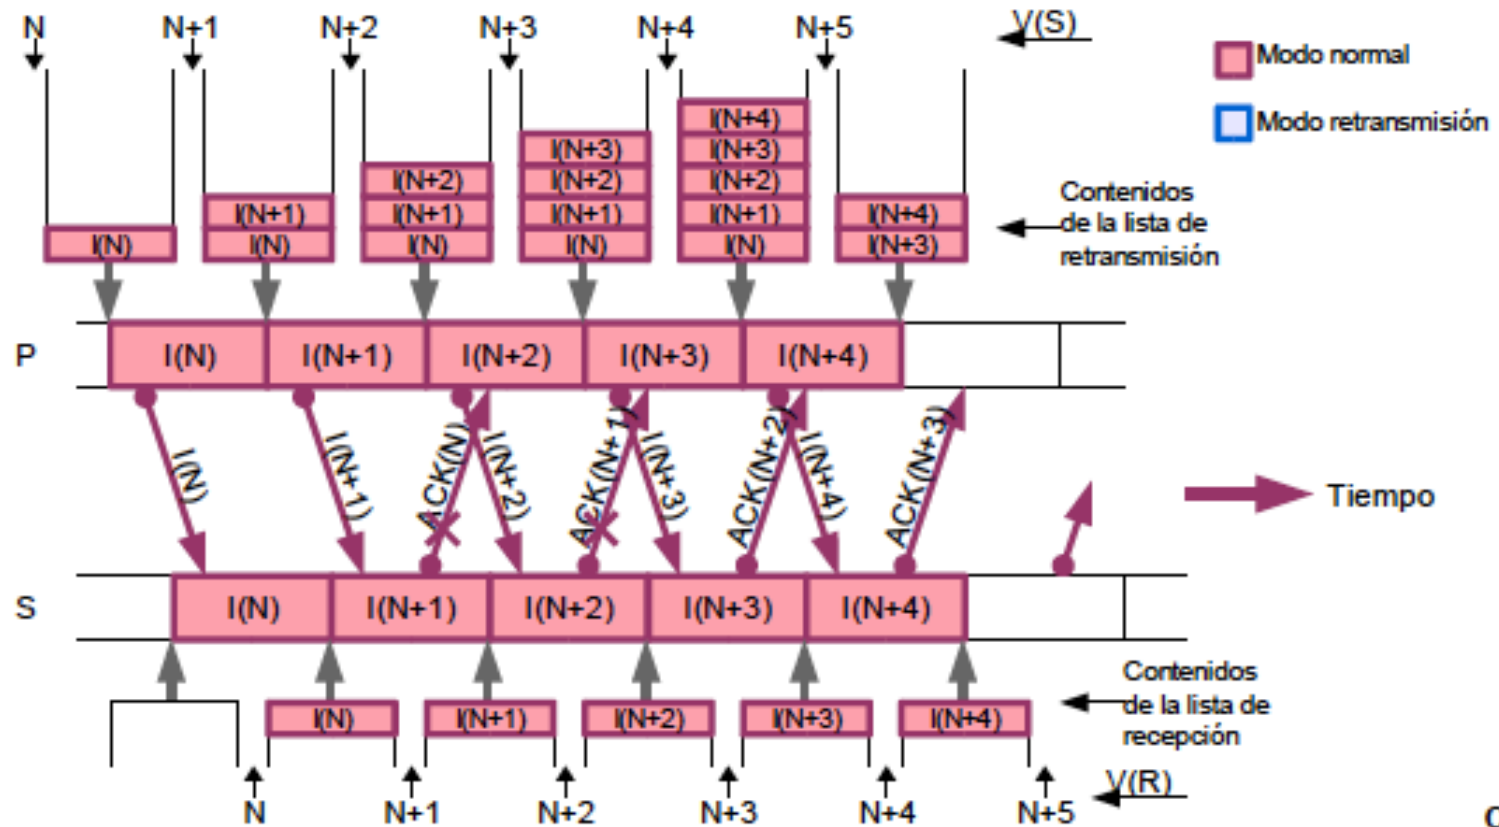 N N+1 N+2 N+3 N+4 N+5 V(S)
Modo normal
Modo retransmisión
I(N+4)
I(N+3) I(N+3)
I(N+2) I(N+2) I(N+2)
I(N+1) I(N+1) I(N+1) I(N+1) I(N+4)
I(N) I(N) I(N) I(N) I(N) I(N+3)
Contenidos
de la lista de
retransmisión
P I(N) I(N+1) I(N+2) I(N+3) I(N+4)
I(N) I(N+1) ACK(N) I(N+2) ACK(N+1) I(N+3) ACK(N+2) I(N+4) ACK(N+3)
Tiempo
S I(N) I(N+1) I(N+2) I(N+3) I(N+4)
I(N) I(N+1) I(N+2) I(N+3) I(N+4)
Contenidos
de la lista de
recepción
N N+1 N+2 N+3 N+4 N+5 V(R)